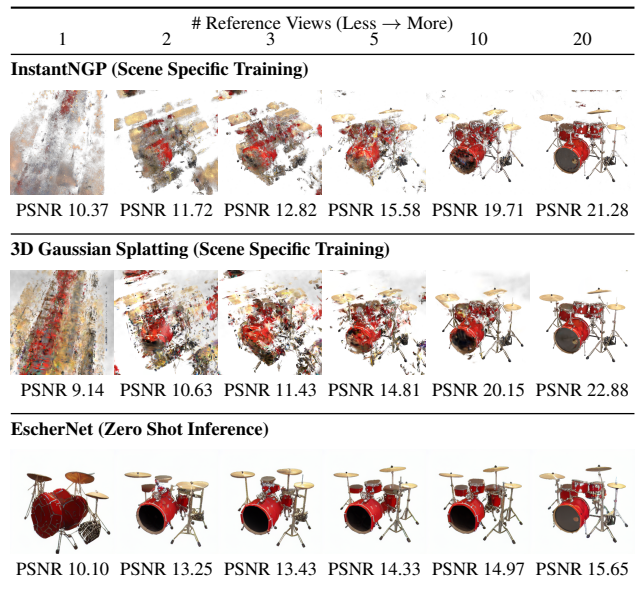 # Reference Views (Less → More)
1 2 3 5 10 20
InstantNGP (Scene Specific Training)
PSNR 10.37 PSNR 11.72 PSNR 12.82 PSNR 15.58 PSNR 19.71 PSNR 21.28
3D Gaussian Splatting (Scene Specific Training)
PSNR 9.14 PSNR 10.63 PSNR 11.43 PSNR 14.81 PSNR 20.15 PSNR 22.88
EscherNet (Zero Shot Inference)
PSNR 10.10 PSNR 13.25 PSNR 13.43 PSNR 14.33 PSNR 14.97 PSNR 15.65